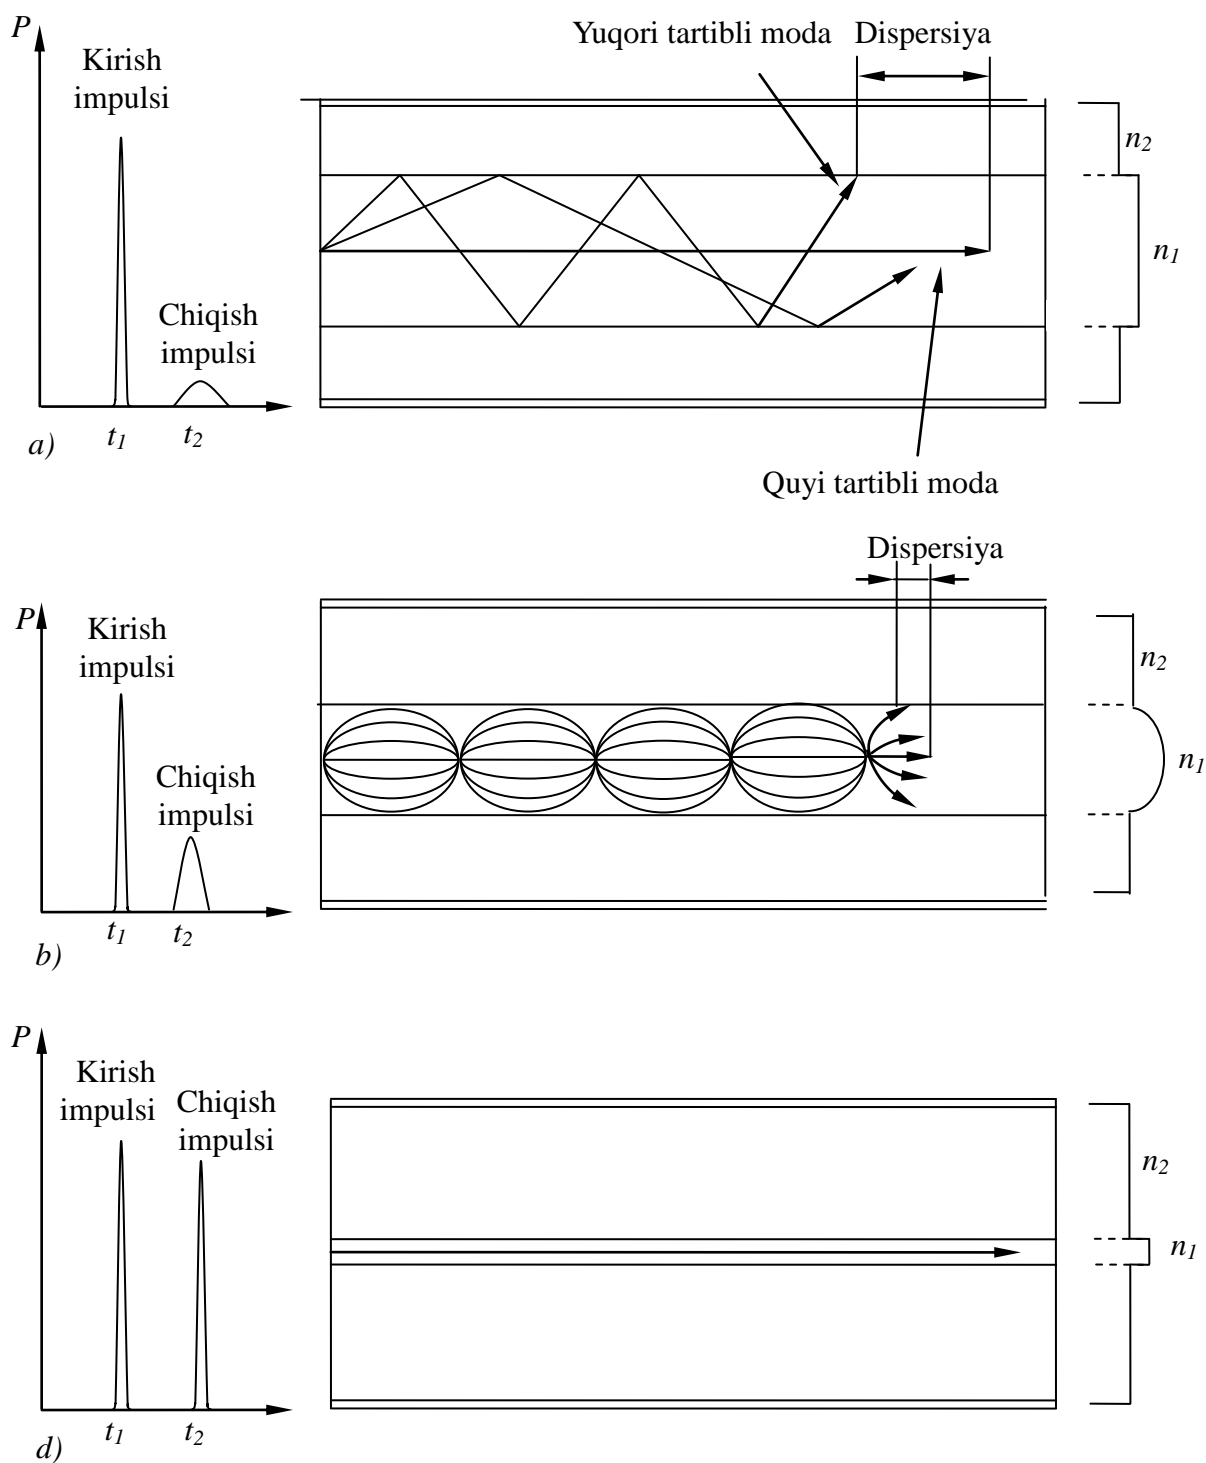 P
Kirish
impulsi
Chiqish
impulsi
t1
t2
a)
Yuqori tartibli moda
Dispersiya
Quyi tartibli moda
n2
n1
P
Kirish
impulsi
Chiqish
impulsi
t1
t2
b)
Dispersiya
n2
n1
P
Kirish
impulsi
Chiqish
impulsi
t1
t2
d)
n2
n1